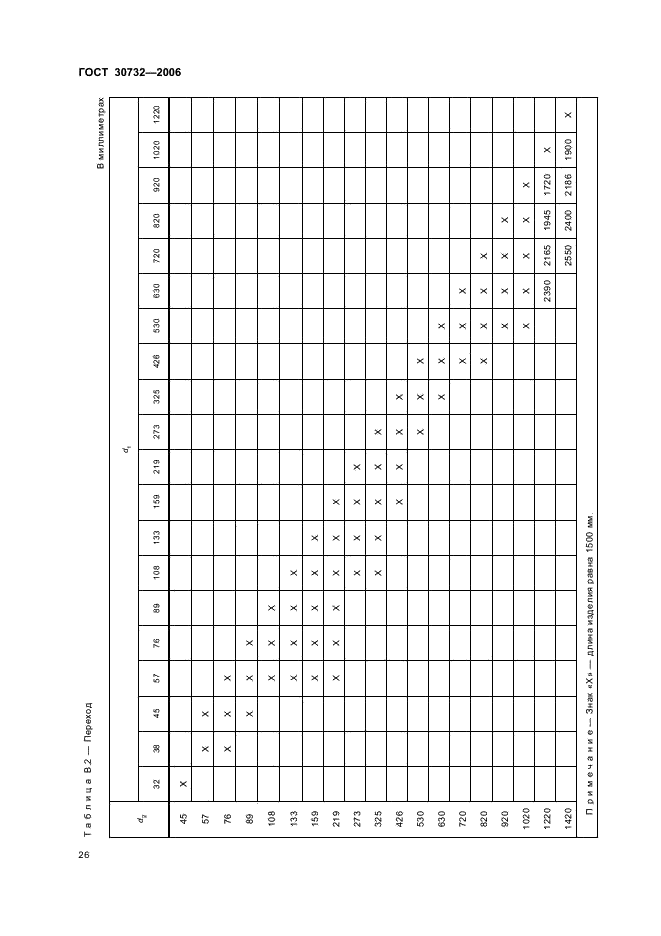 ГОСТ 30732—2006
Таблица В.2 — Переход
В миллиметрах
d₂ d₁
32 38 45 57 76 89 108 133 159 219 273 325 426 530 630 720 820 920 1020 1220
45 X
57 X X
76 X X X
89 X X X
108 X X X
133 X X X X
159 X X X X X
219 X X X X X X
273 X X X X
325 X X X X X
426 X X X X
530 X X X
630 X X X
720 X X X
820 X X X X
920 X X X X
1020 X X X X X
1220 2390 2165 1945 1720 X
1420 2550 2400 2186 1900 X
Примечание — Знак «X» — длина изделия равна 1500 мм.
26